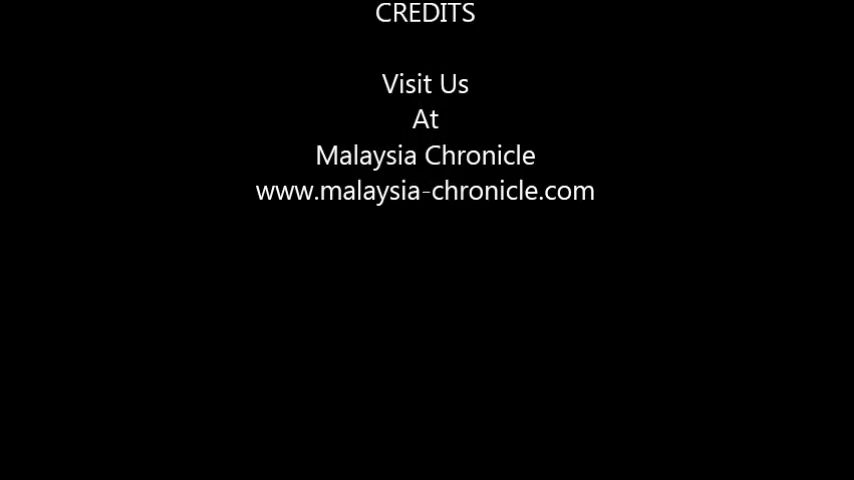 CREDITS
Visit Us
At
Malaysia Chronicle
www.malaysia-chronicle.com